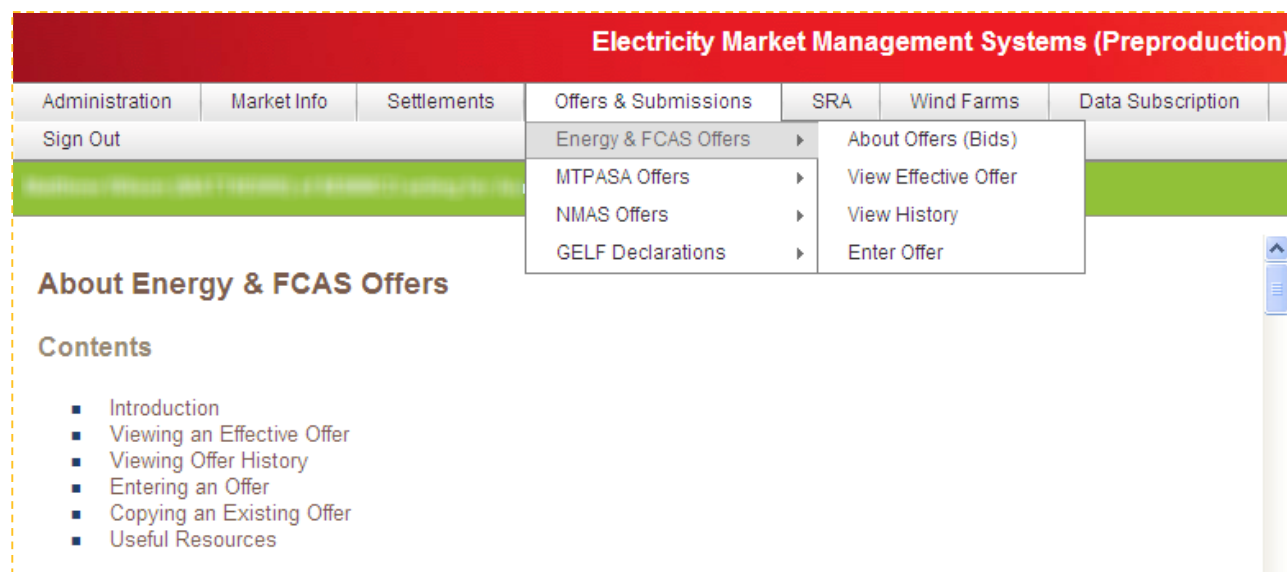 Electricity Market Management Systems (Preproduction)
Administration Market Info Settlements Offers & Submissions SRA Wind Farms Data Subscription
Sign Out
Energy & FCAS Offers
MTPASA Offers
NMAS Offers
GELF Declarations
About Offers (Bids)
View Effective Offer
View History
Enter Offer
About Energy & FCAS Offers
Contents
Introduction
Viewing an Effective Offer
Viewing Offer History
Entering an Offer
Copying an Existing Offer
Useful Resources